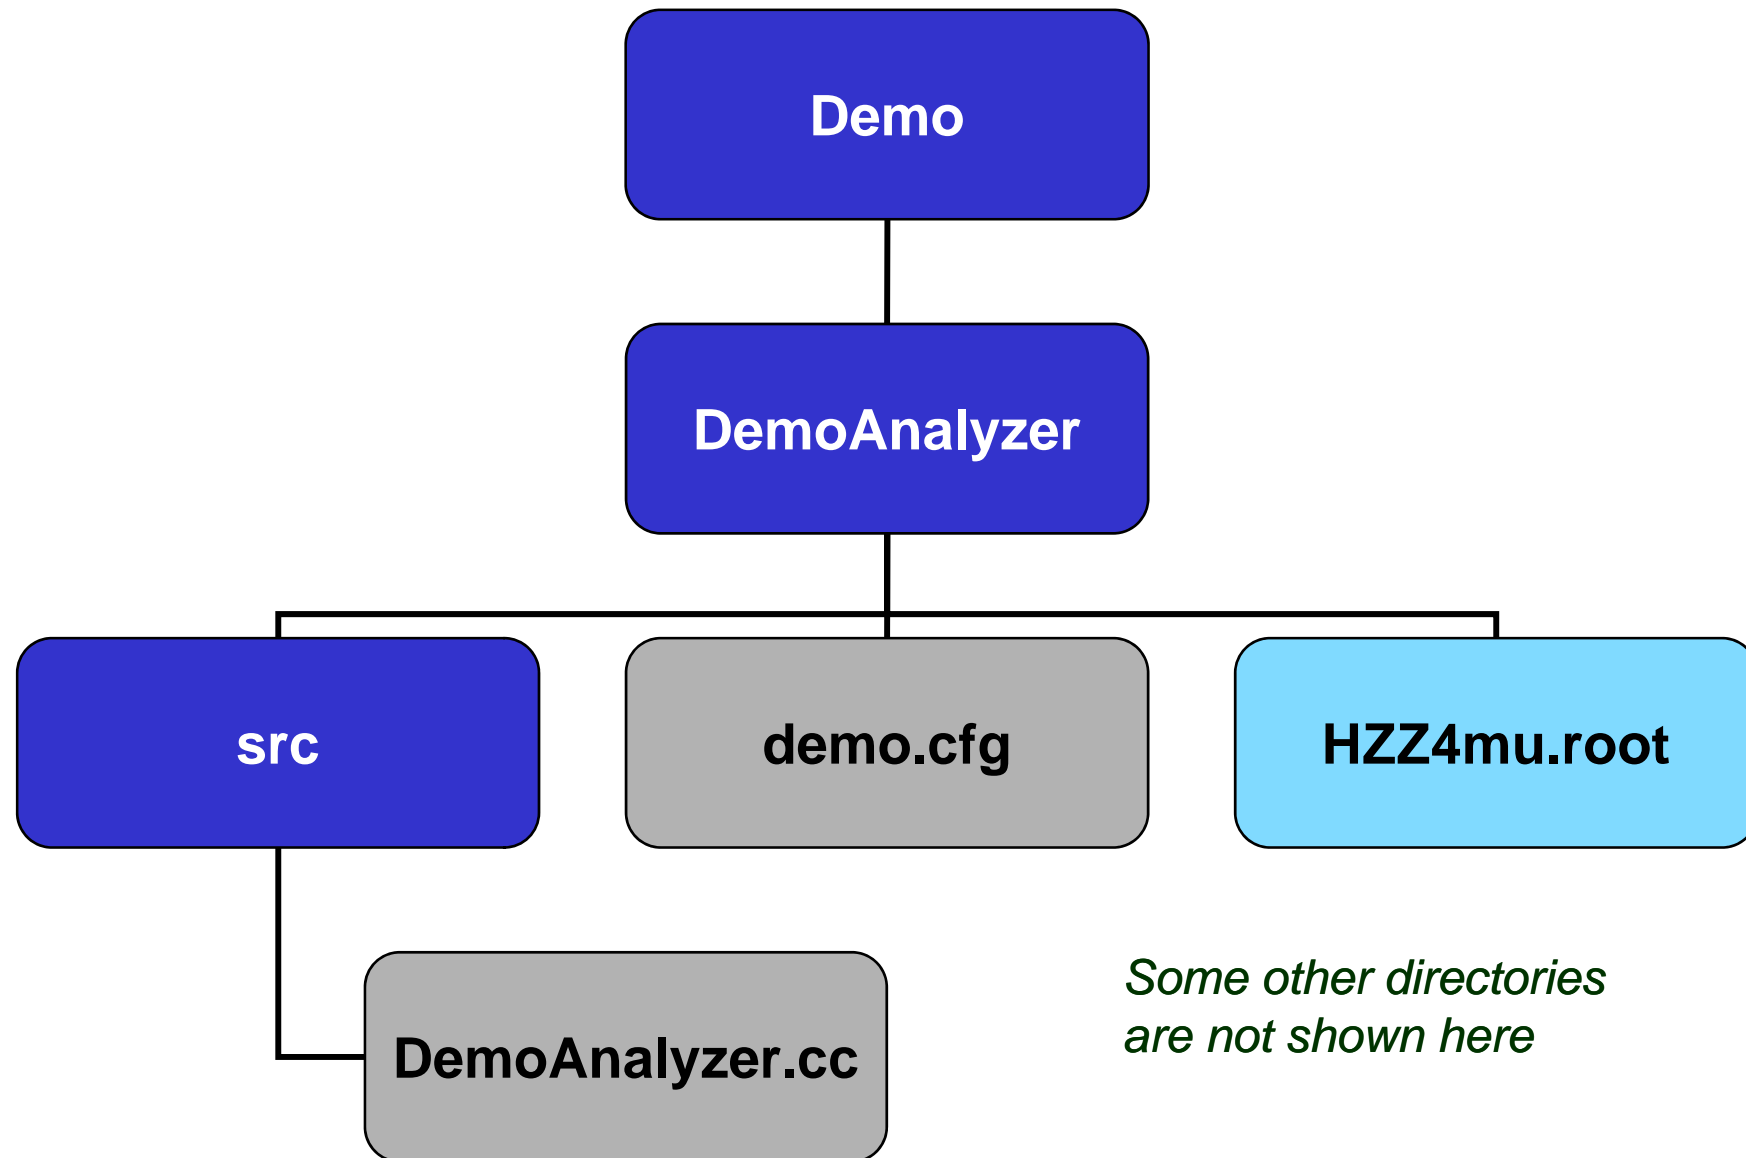 Demo
DemoAnalyzer
src
demo.cfg
HZZ4mu.root
DemoAnalyzer.cc
Some other directories
are not shown here